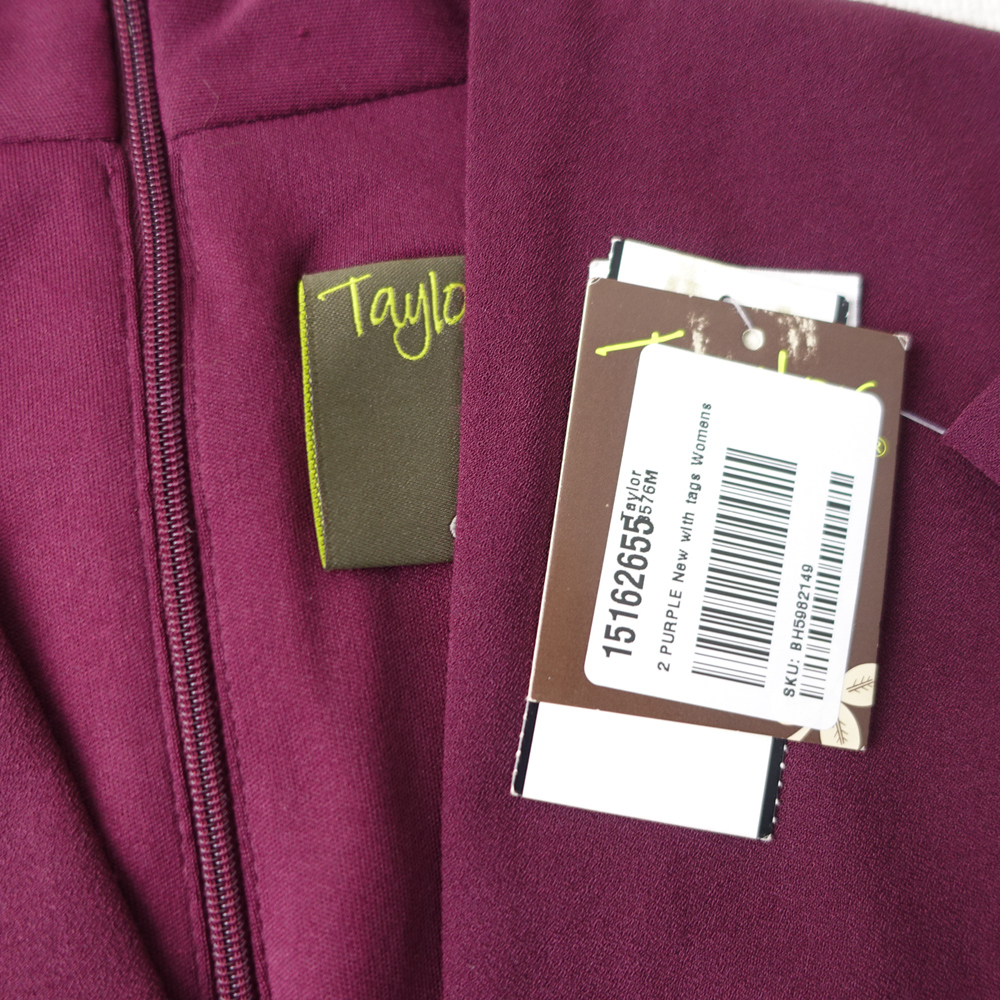 Taylo
Taylor
15162655
576M
2 PURPLE New with tags Womens
SKU: BH5982149
®